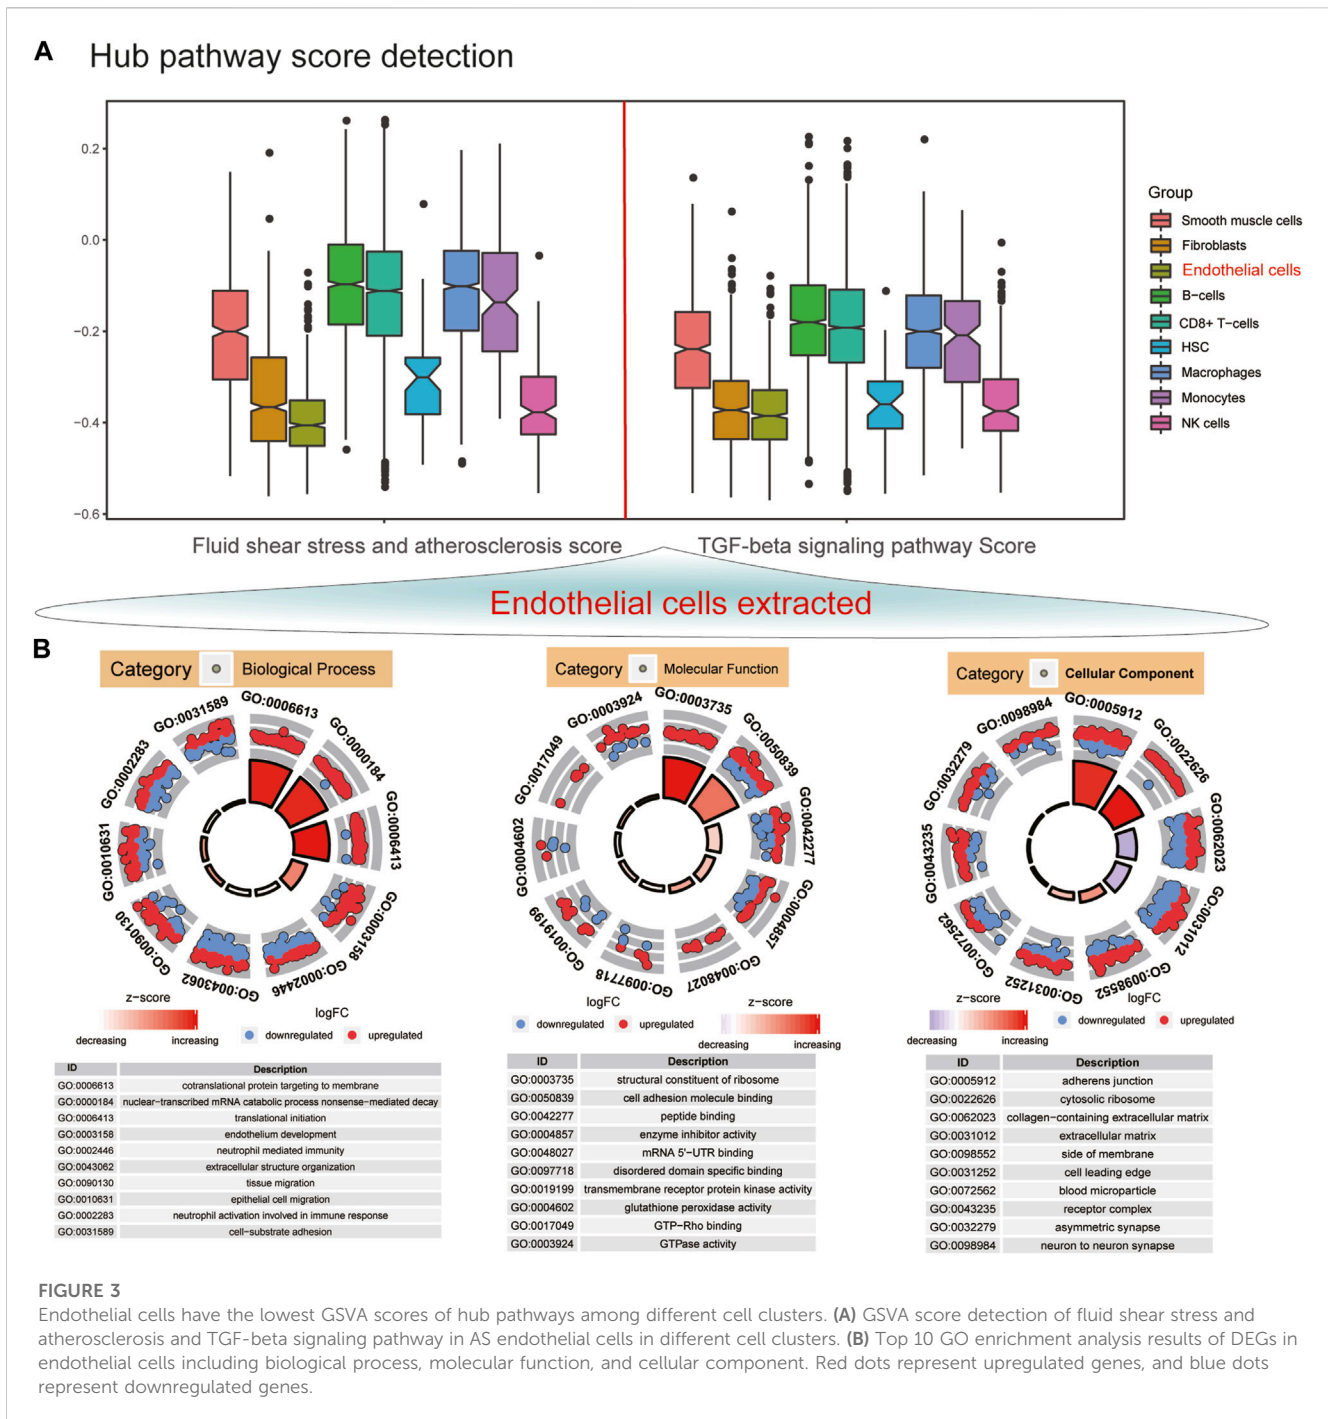 A Hub pathway score detection
0.2
0.0
−0.2
−0.4
−0.6
Group
Smooth muscle cells
Fibroblasts
Endothelial cells
B−cells
CD8+ T−cells
HSC
Macrophages
Monocytes
NK cells
Fluid shear stress and atherosclerosis score
TGF-beta signaling pathway Score
Endothelial cells extracted
B
Category Biological Process
GO:0006613
GO:0000184
GO:0006413
GO:0003158
GO:0002446
GO:0043062
GO:0090130
GO:0010631
GO:0002283
GO:0031589
z−score
decreasing increasing
logFC
downregulated upregulated
ID Description
GO:0006613 cotranslational protein targeting to membrane
GO:0000184 nuclear−transcribed mRNA catabolic process nonsense−mediated decay
GO:0006413 translational initiation
GO:0003158 endothelium development
GO:0002446 neutrophil mediated immunity
GO:0043062 extracellular structure organization
GO:0090130 tissue migration
GO:0010631 epithelial cell migration
GO:0002283 neutrophil activation involved in immune response
GO:0031589 cell−substrate adhesion
Category Molecular Function
GO:0003735
GO:0050839
GO:0042277
GO:0004857
GO:0048027
GO:0097718
GO:0019199
GO:0004602
GO:0017049
GO:0003924
logFC
downregulated upregulated
z−score
decreasing increasing
ID Description
GO:0003735 structural constituent of ribosome
GO:0050839 cell adhesion molecule binding
GO:0042277 peptide binding
GO:0004857 enzyme inhibitor activity
GO:0048027 mRNA 5'−UTR binding
GO:0097718 disordered domain specific binding
GO:0019199 transmembrane receptor protein kinase activity
GO:0004602 glutathione peroxidase activity
GO:0017049 GTP−Rho binding
GO:0003924 GTPase activity
Category Cellular Component
GO:0005912
GO:0022626
GO:0062023
GO:0031012
GO:0098552
GO:0031252
GO:0072562
GO:0043235
GO:0032279
GO:0098984
z−score
decreasing increasing
logFC
downregulated upregulated
ID Description
GO:0005912 adherens junction
GO:0022626 cytosolic ribosome
GO:0062023 collagen−containing extracellular matrix
GO:0031012 extracellular matrix
GO:0098552 side of membrane
GO:0031252 cell leading edge
GO:0072562 blood microparticle
GO:0043235 receptor complex
GO:0032279 asymmetric synapse
GO:0098984 neuron to neuron synapse
FIGURE 3
Endothelial cells have the lowest GSVA scores of hub pathways among different cell clusters. (A) GSVA score detection of fluid shear stress and
atherosclerosis and TGF-beta signaling pathway in AS endothelial cells in different cell clusters. (B) Top 10 GO enrichment analysis results of DEGs in
endothelial cells including biological process, molecular function, and cellular component. Red dots represent upregulated genes, and blue dots
represent downregulated genes.